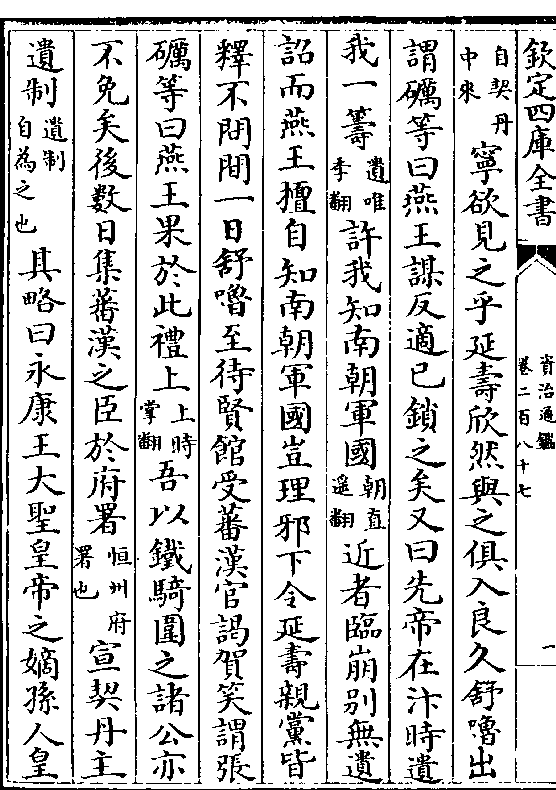 欽定四庫全書
資治通鑑
卷二百八十七
一
自契丹中來寧欲見之乎延壽欣然與之俱入良久舒嚕出
謂礪等曰燕王謀反適已鎖之矣又曰先帝在汴時遺
我一籌遺唯季翻許我知南朝軍國朝直遥翻近者臨崩别無遺
詔而燕王擅自知南朝軍國豈理邪下令延壽親黨皆
釋不問間一日舒嚕至待賢館受蕃漢官謁賀笑謂張
礪等曰燕王果於此禮上上時掌翻吾以鐵騎圍之諸公亦
不免矣後數日集蕃漢之臣於府署恒州府署也宣契丹主
遺制遺制自為之也其略曰永康王大聖皇帝之嫡孫人皇